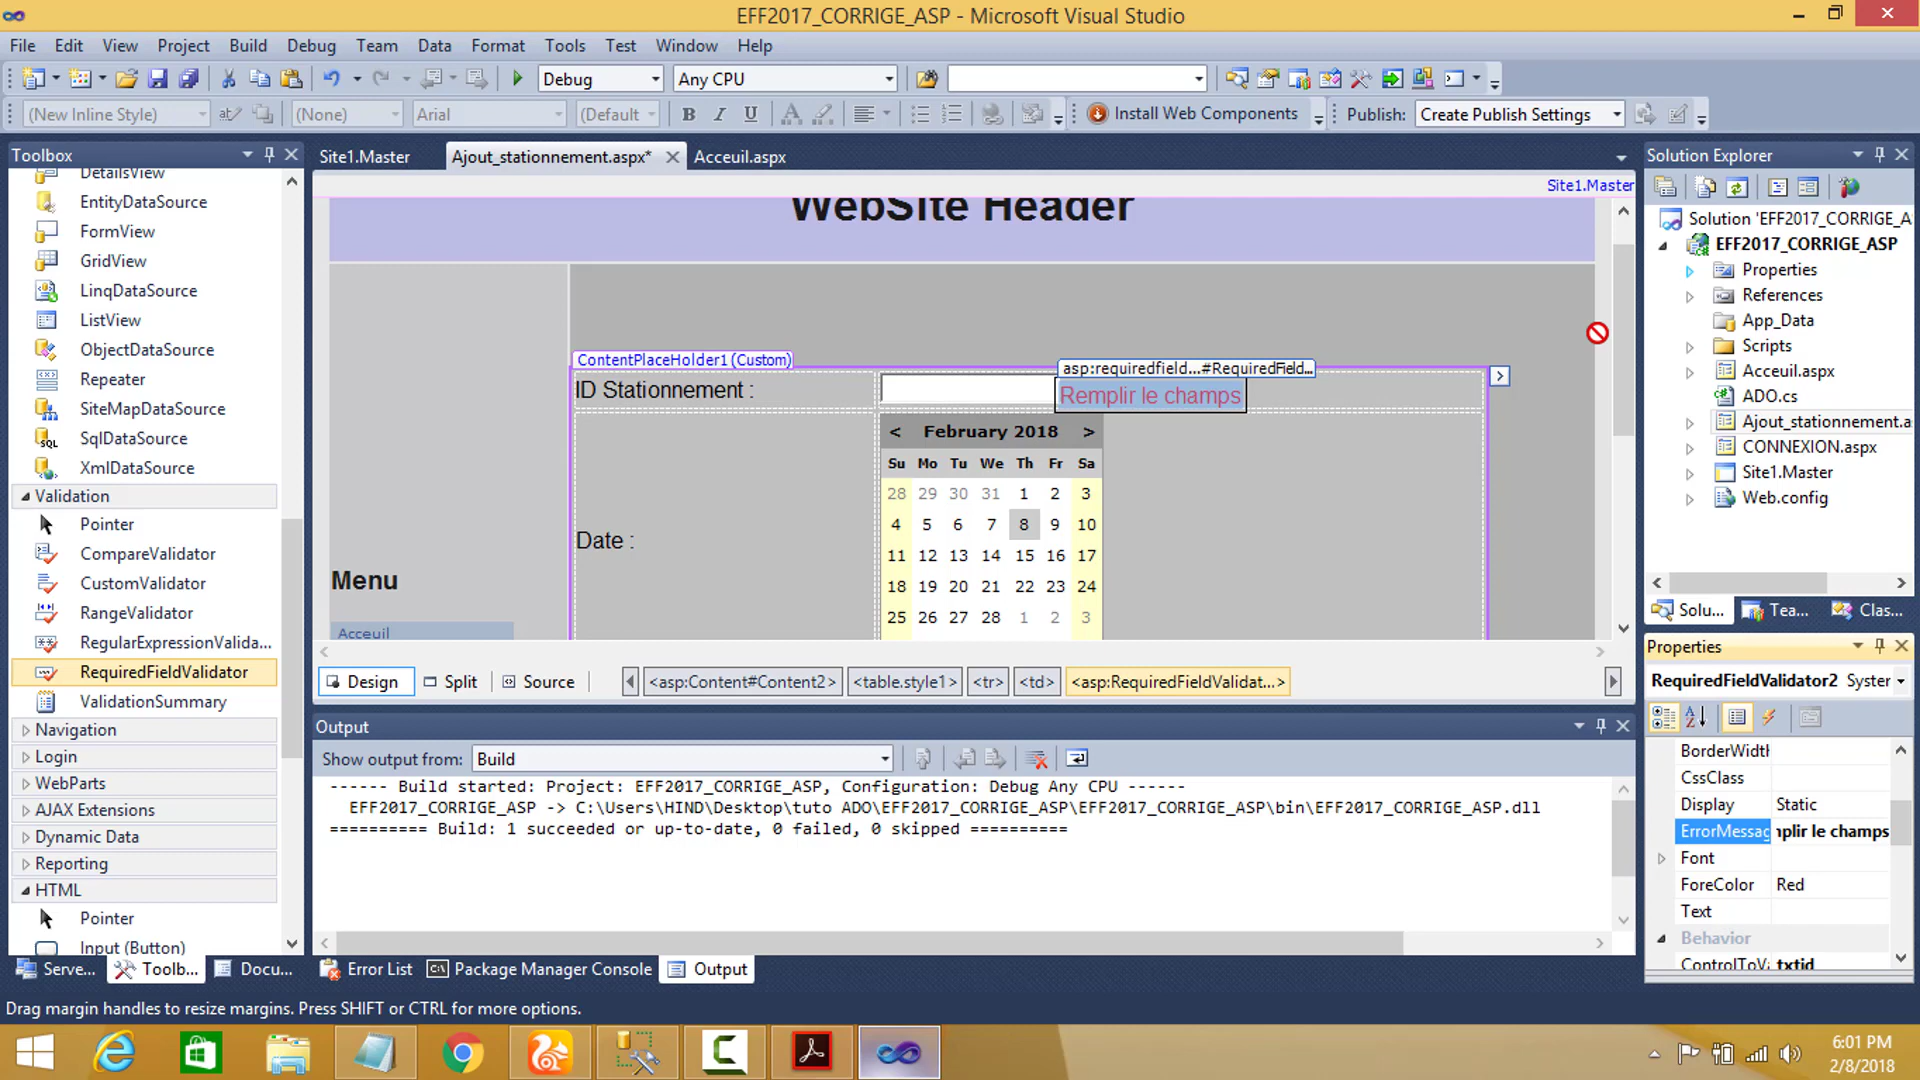 EFF2017_CORRIGE_ASP - Microsoft Visual Studio
File Edit View Project Build Debug Team Data Format Tools Test Window Help
Debug Any CPU
(New Inline Style) (None) Arial (Default B I U A Install Web Components Publish: Create Publish Settings
Toolbox
DetailsView
EntityDataSource
FormView
GridView
LinqDataSource
ListView
ObjectDataSource
Repeater
SiteMapDataSource
SqlDataSource
XmlDataSource
Validation
Pointer
CompareValidator
CustomValidator
RangeValidator
RegularExpressionValida...
RequiredFieldValidator
ValidationSummary
Navigation
Login
WebParts
AJAX Extensions
Dynamic Data
Reporting
HTML
Pointer
Input (Button)
Serve... Toolb... Docu...
Site1.Master Ajout_stationnement.aspx* Acceuil.aspx
Site1.Master
WebSite Header
ContentPlaceHolder1 (Custom)
asp:requiredfield...#RequiredField...
ID Stationnement :
Remplir le champs
< February 2018 >
Su Mo Tu We Th Fr Sa
28 29 30 31 1 2 3
4 5 6 7 8 9 10
11 12 13 14 15 16 17
18 19 20 21 22 23 24
25 26 27 28 1 2 3
Date :
Menu
Acceuil
Design Split Source <asp:Content#Content2> <table.style1> <tr> <td> <asp:RequiredFieldValidat...>
Output
Show output from: Build
------ Build started: Project: EFF2017_CORRIGE_ASP, Configuration: Debug Any CPU ------
EFF2017_CORRIGE_ASP -> C:\Users\HIND\Desktop\tuto ADO\EFF2017_CORRIGE_ASP\EFF2017_CORRIGE_ASP\bin\EFF2017_CORRIGE_ASP.dll
========== Build: 1 succeeded or up-to-date, 0 failed, 0 skipped ==========
Error List Package Manager Console Output
Solution Explorer
Solution 'EFF2017_CORRIGE_A
EFF2017_CORRIGE_ASP
Properties
References
App_Data
Scripts
Acceuil.aspx
ADO.cs
Ajout_stationnement.a
CONNEXION.aspx
Site1.Master
Web.config
Solu... Tea... Clas...
Properties
RequiredFieldValidator2 System
BorderWidth
CssClass
Display Static
ErrorMessag plir le champs
Font
ForeColor Red
Text
Behavior
ControlToVa txtid
Drag margin handles to resize margins. Press SHIFT or CTRL for more options.
6:01 PM
2/8/2018